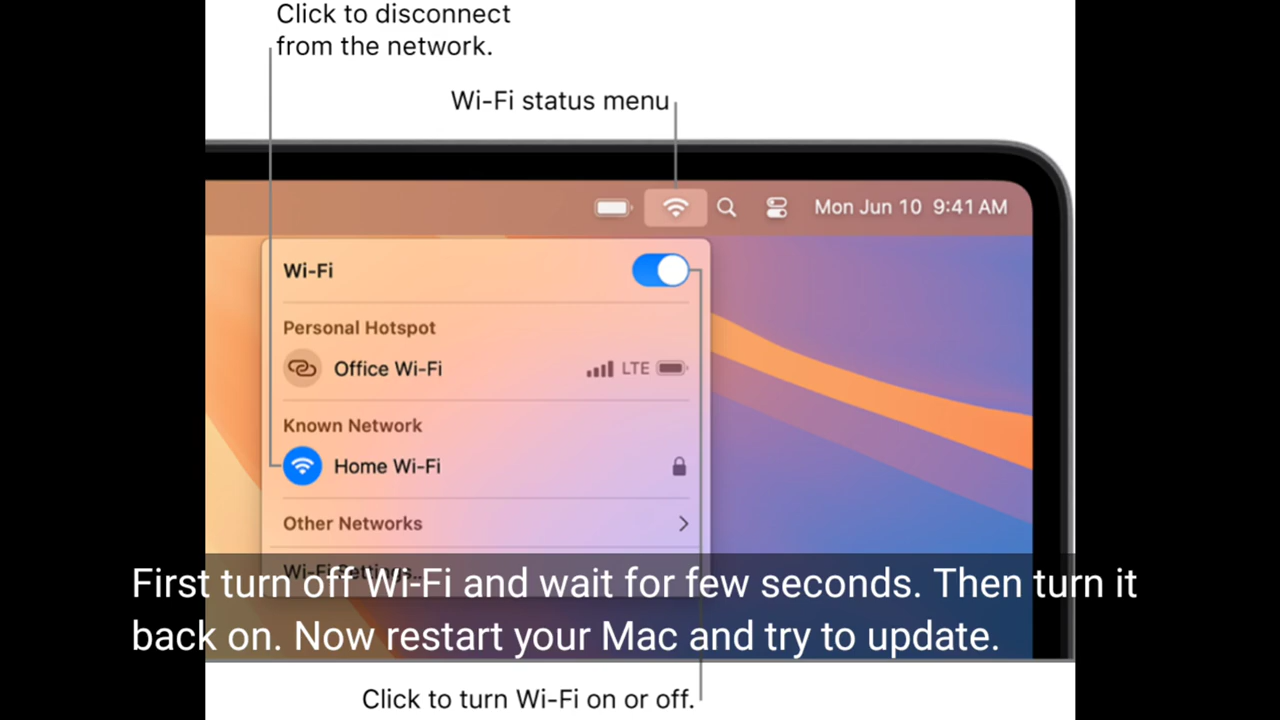 Click to disconnect
from the network.
Wi-Fi status menu
Mon Jun 10 9:41 AM
Wi-Fi
Personal Hotspot
Office Wi-Fi LTE
Known Network
Home Wi-Fi
Other Networks
Wi-Fi Settings...
First turn off Wi-Fi and wait for few seconds. Then turn it
back on. Now restart your Mac and try to update.
Click to turn Wi-Fi on or off.